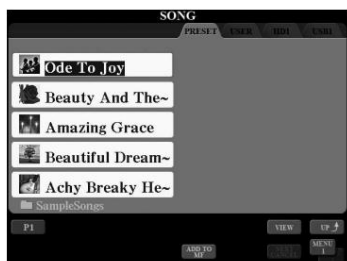 SONG
PRESET USER HD1 USB1
Ode To Joy
Beauty And The~
Amazing Grace
Beautiful Dream~
Achy Breaky He~
SampleSongs
P1 VIEW UP
ADD TO MF MENU 1